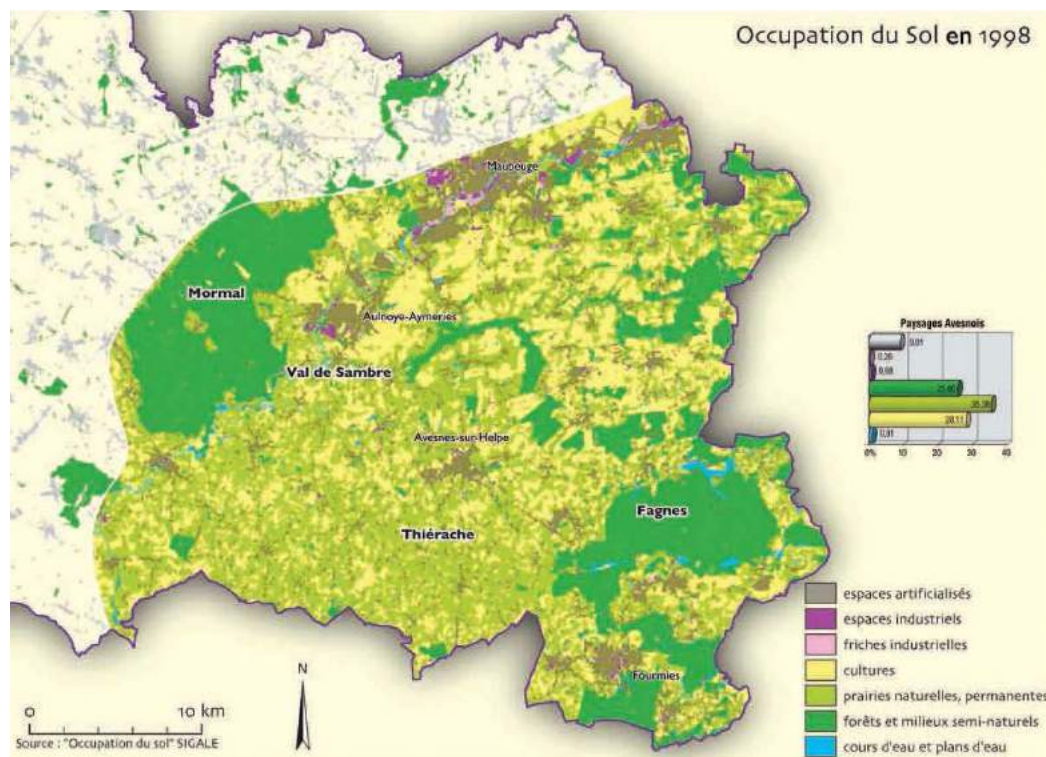 Occupation du Sol en 1998
Maubeuge
Mormal
Aulnoye-Aymeries
Val de Sambre
Avesnes-sur-Helpe
Thiérache
Fagnes
Fourmies
Paysages Avesnois
0% 10 20 30 40
espaces artificialisés
espaces industriels
friches industrielles
cultures
prairies naturelles, permanentes
forêts et milieux semi-naturels
cours d'eau et plans d'eau
N
0 10 km
Source : "Occupation du sol" SIGALE